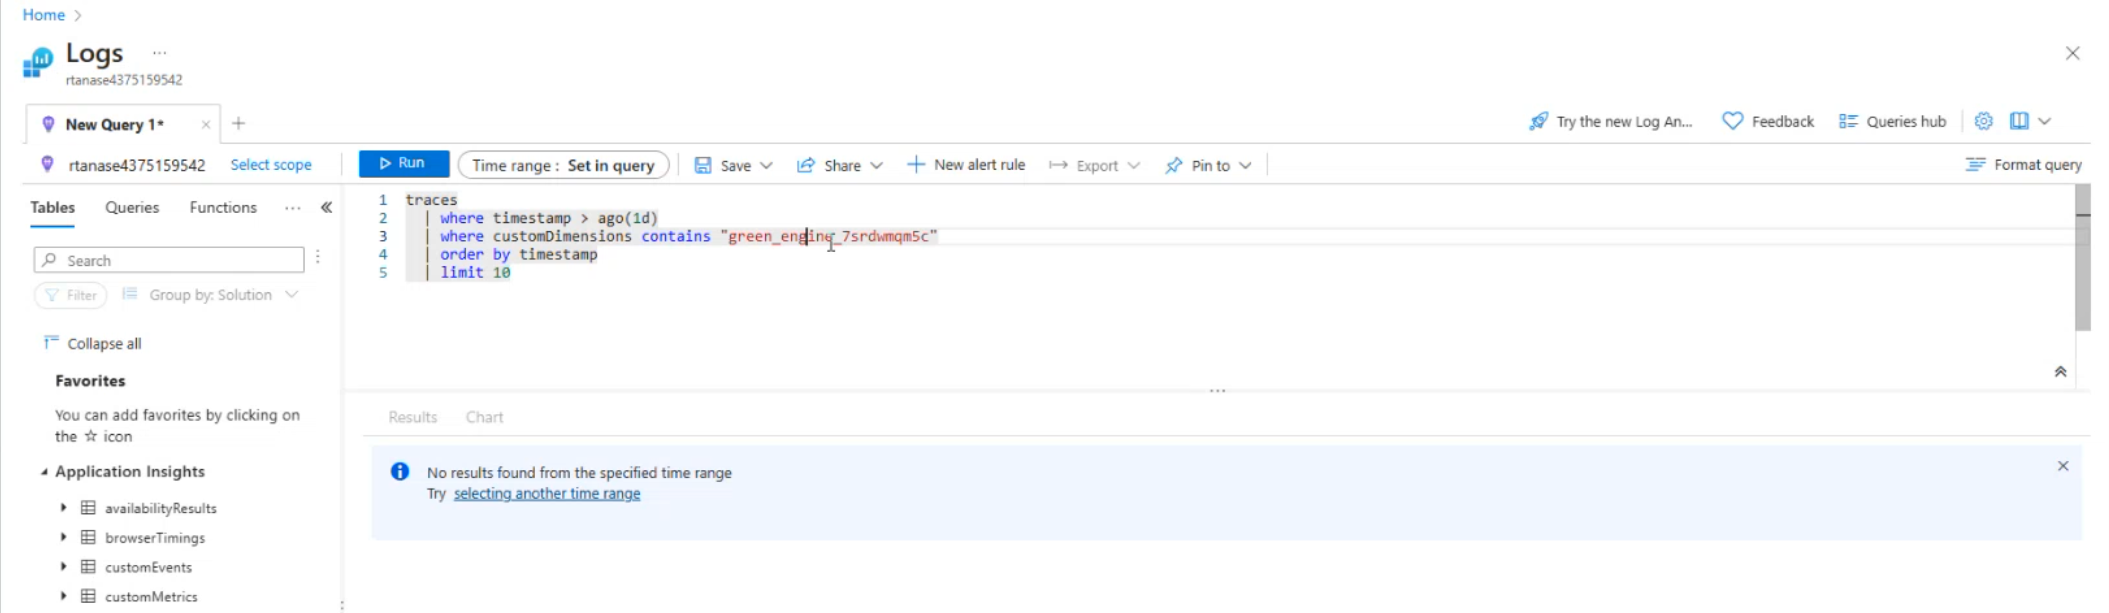 Home >
Logs ...
rtanase4375159542
New Query 1* × +
Try the new Log An... Feedback Queries hub
rtanase4375159542 Select scope Run Time range : Set in query Save Share New alert rule Export Pin to Format query
Tables Queries Functions ... «
Search
Filter Group by: Solution
Collapse all
Favorites
You can add favorites by clicking on
the ☆ icon
Application Insights
availabilityResults
browserTimings
customEvents
customMetrics
1 traces
2 | where timestamp > ago(1d)
3 | where customDimensions contains "green_engine_7srdwmqm5c"
4 | order by timestamp
5 | limit 10
Results Chart
No results found from the specified time range
Try selecting another time range